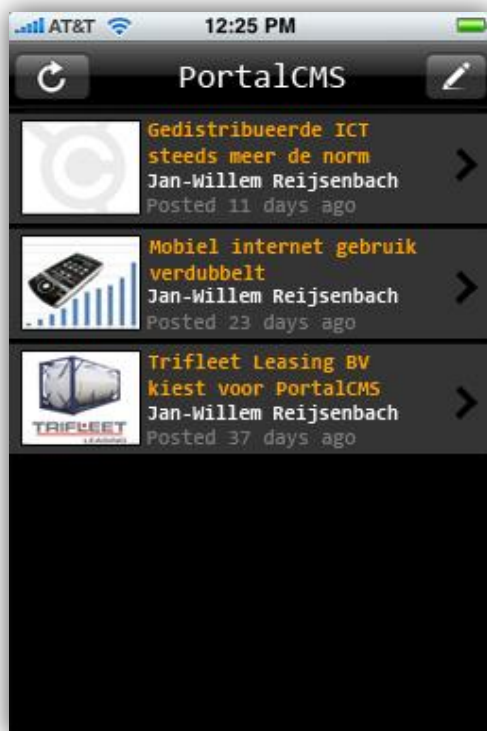 AT&T 12:25 PM
PortalCMS
Gedistribueerde ICT
steeds meer de norm
Jan-Willem Reijsenbach
Posted 11 days ago
Mobiel internet gebruik
verdubbelt
Jan-Willem Reijsenbach
Posted 23 days ago
Trifleet Leasing BV
kiest voor PortalCMS
Jan-Willem Reijsenbach
Posted 37 days ago
TRIFLEET
LEASING